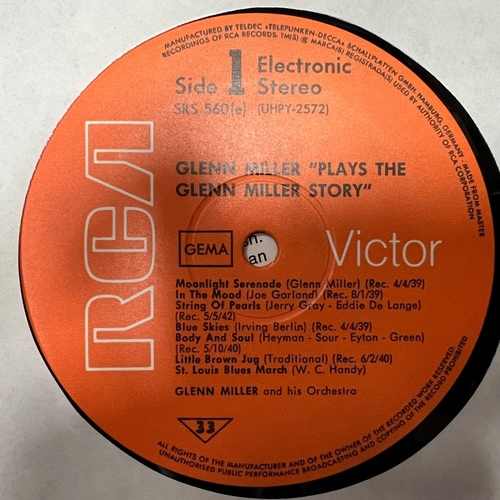 MANUFACTURED BY TELDEC »TELEFUNKEN-DECCA« SCHALLPLATTEN GMBH, HAMBURG, GERMANY · MADE FROM MASTER
RECORDINGS OF RCA RECORDS. TM(S) ® MARCA(S) REGISTRADA(S) USED BY AUTHORITY OF RCA CORPORATION
Side 1 Electronic
Stereo
SRS 560(e) (UHPY-2572)
GLENN MILLER "PLAYS THE
GLENN MILLER STORY"
RCA
GEMA
on.
an
Victor
Moonlight Serenade (Glenn Miller) (Rec. 4/4/39)
In The Mood (Joe Garland) (Rec. 8/1/39)
String Of Pearls (Jerry Gray - Eddie De Lange)
(Rec. 5/5/42)
Blue Skies (Irving Berlin) (Rec. 4/4/39)
Body And Soul (Heyman - Sour - Eyton - Green)
(Rec. 5/10/40)
Little Brown Jug (Traditional) (Rec. 6/2/40)
St. Louis Blues March (W. C. Handy)
GLENN MILLER and his Orchestra
33
ALL RIGHTS OF THE MANUFACTURER AND OF THE OWNER OF THE RECORDED WORK RESERVED.
UNAUTHORISED PUBLIC PERFORMANCE BROADCASTING AND COPYING OF THE RECORD PROHIBITED